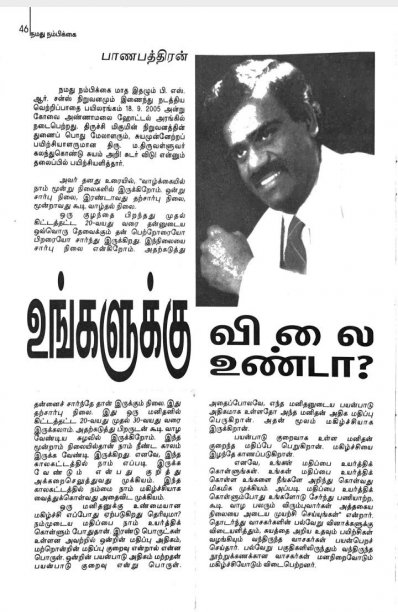 46
நமது நம்பிக்கை
பாணபத்திரன்
நமது நம்பிக்கை மாத இதழும் பி. எஸ்.
ஆர். சன்ஸ் நிறுவனமும் இணைந்து நடத்திய
வெற்றிப்பாதை பயிலரங்கம் 18. 9. 2005 அன்று
கோவை அண்ணாமலை ஹோட்டல் அரங்கில்
நடைபெற்றது. திருச்சி மிகுமின் நிறுவனத்தின்
துணைப் பொது மேலாளரும், சுயமுன்னேற்றப்
பயிற்சியாளருமான திரு. ம.திருவள்ளுவர்
கலந்துகொண்டு சுயம் அறி! சுடர் விடு! என்னும்
தலைப்பில் பயிற்சியளித்தார்.
அவர் தனது உரையில், "வாழ்க்கையில்
நாம் மூன்று நிலைகளில் இருக்கிறோம். ஒன்று
சார்பு நிலை, இரண்டாவது தற்சார்பு நிலை,
மூன்றாவது கூடி வாழ்தல் நிலை.
ஒரு குழந்தை பிறந்தது முதல்
கிட்டத்தட்ட 20-வயது வரை தன்னுடைய
ஒவ்வொரு தேவைக்கும் தன் பெற்றோரையோ
பிறரையோ சார்ந்து இருக்கிறது. இந்நிலையை
சார்பு நிலை என்கிறோம். அதற்கடுத்து
உங்களுக்கு விலை
உண்டா?
தன்னைச் சார்ந்தே தான் இருக்கும் நிலை. இது
தற்சார்பு நிலை. இது ஒரு மனிதனில்
கிட்டத்தட்ட 20-வயது முதல் 30-வயது வரை
இருக்கலாம். அதற்கடுத்து பிறருடன் கூடி வாழ
வேண்டிய சுழலில் இருக்கிறோம். இந்த
மூன்றாம் நிலையில்தான் நாம் நீண்ட காலம்
இருக்க வேண்டி இருக்கிறது எனவே, இந்த
காலகட்டத்தில் நாம் எப்படி இருக்க
வேண்டும் என்பது குறித்து
அக்கறைசெலுத்துவது முக்கியம். இந்த
காலகட்டத்தில் நம்மை நாம் மகிழ்ச்சியாக
வைத்துக்கொள்வது அதைவிட முக்கியம்.
ஒரு மனிதனுக்கு உண்மையான
மகிழ்ச்சி எப்போது ஏற்படுகிறது தெரியுமா?
நம்முடைய மதிப்பை நாம் உயர்த்திக்
கொள்ளும் போதுதான். இரண்டு பொருட்கள்
உள்ளன அவற்றில் ஒன்றின் மதிப்பு அதிகம்,
மற்றொன்றின் மதிப்பு குறைவு என்றால் என்ன
பொருள். ஒன்றின் பயன்பாடு அதிகம் மற்றதன்
பயன்பாடு குறைவு என்று பொருள்.
அதைப்போலவே, எந்த மனிதனுடைய பயன்பாடு
அதிகமாக உள்ளதோ அந்த மனிதன் அதிக மதிப்பு
பெறுகிறான். அதன் மூலம் மகிழ்ச்சியாக
இருக்கிறான்.
பயன்பாடு குறைவாக உள்ள மனிதன்
குறைந்த மதிப்பே பெறுகிறான். மகிழ்ச்சியை
இழந்தே காணப்படுகிறான்.
எனவே, உங்கள் மதிப்பை உயர்த்திக்
கொள்ளுங்கள். உங்கள் மதிப்பை உயர்த்திக்
கொள்ள உங்களை நீங்களே அறிந்து கொள்வது
மிகமிக முக்கியம். அப்படி மதிப்பை உயர்த்திக்
கொள்ளும்போது உங்களோடு சேர்ந்து பணியாற்ற,
கூடி வாழ பலரும் விரும்புவார்கள் அத்தகைய
நிலையை அடைய முயற்சி செய்யுங்கள்" என்றார்.
தொடர்ந்து வாசகர்களின் பல்வேறு வினாக்களுக்கு
விடையளித்தும், சுயத்தை அறிய உதவும் பயிற்சிகள்
வழங்கியும் வந்திருந்த வாசகர்கள் பயன்பெறச்
செய்தார். பல்வேறு பகுதிகளிலிருந்தும் வந்திருந்த
நூற்றுக்கணக்கான வாசகர்கள் மனநிறைவோடும்
மகிழ்ச்சியோடும் விடைபெற்றனர்.